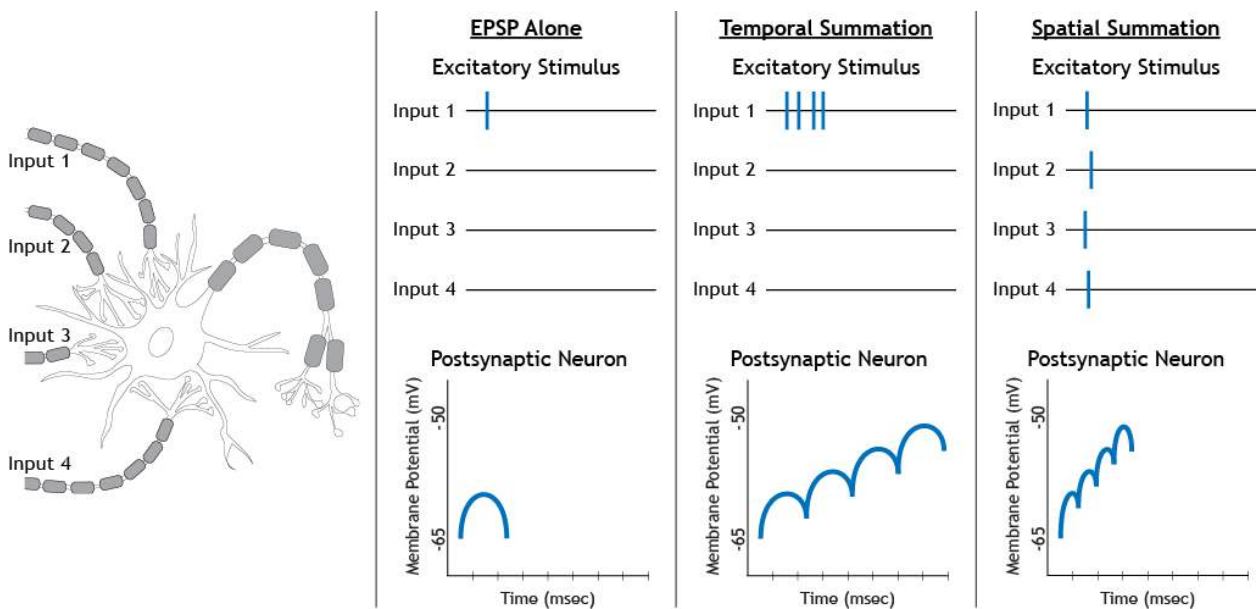 Input 1
Input 2
Input 3
Input 4
EPSP Alone
Excitatory Stimulus
Input 1
Input 2
Input 3
Input 4
Postsynaptic Neuron
Membrane Potential (mV)
-50
-65
Time (msec)
Temporal Summation
Excitatory Stimulus
Input 1
Input 2
Input 3
Input 4
Postsynaptic Neuron
Membrane Potential (mV)
-50
-65
Time (msec)
Spatial Summation
Excitatory Stimulus
Input 1
Input 2
Input 3
Input 4
Postsynaptic Neuron
Membrane Potential (mV)
-50
-65
Time (msec)